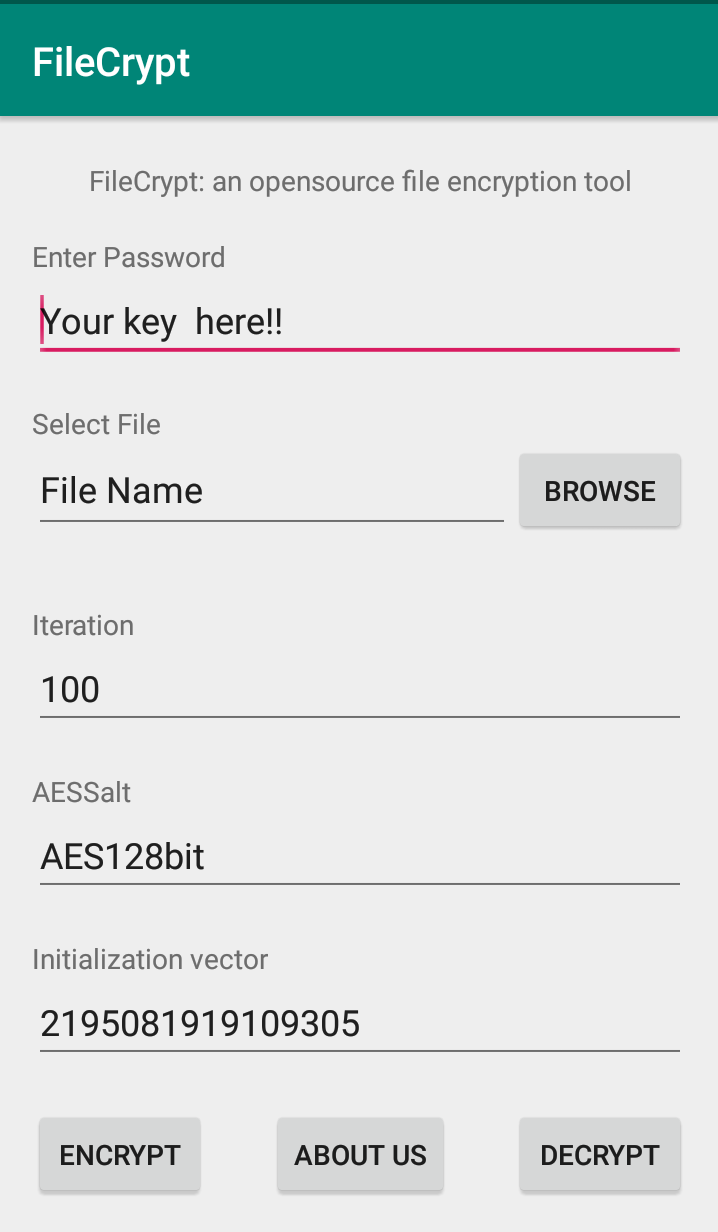 FileCrypt
FileCrypt: an opensource file encryption tool
Enter Password
Your key  here!!
Select File
File Name
BROWSE
Iteration
100
AESSalt
AES128bit
Initialization vector
2195081919109305
ENCRYPT
ABOUT US
DECRYPT